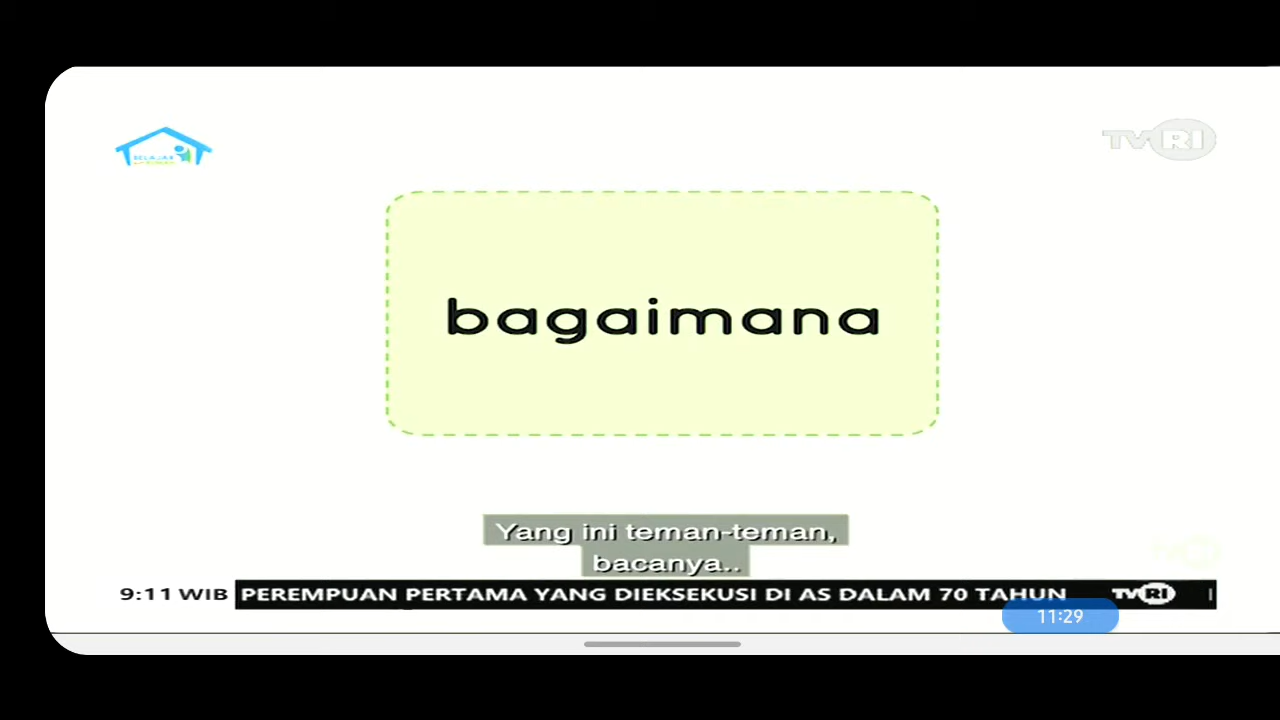 BELAJAR
TVRI
bagaimana
Yang ini teman-teman,
bacanya..
9:11 WIB PEREMPUAN PERTAMA YANG DIEKSEKUSI DI AS DALAM 70 TAHUN TVRI
11:29